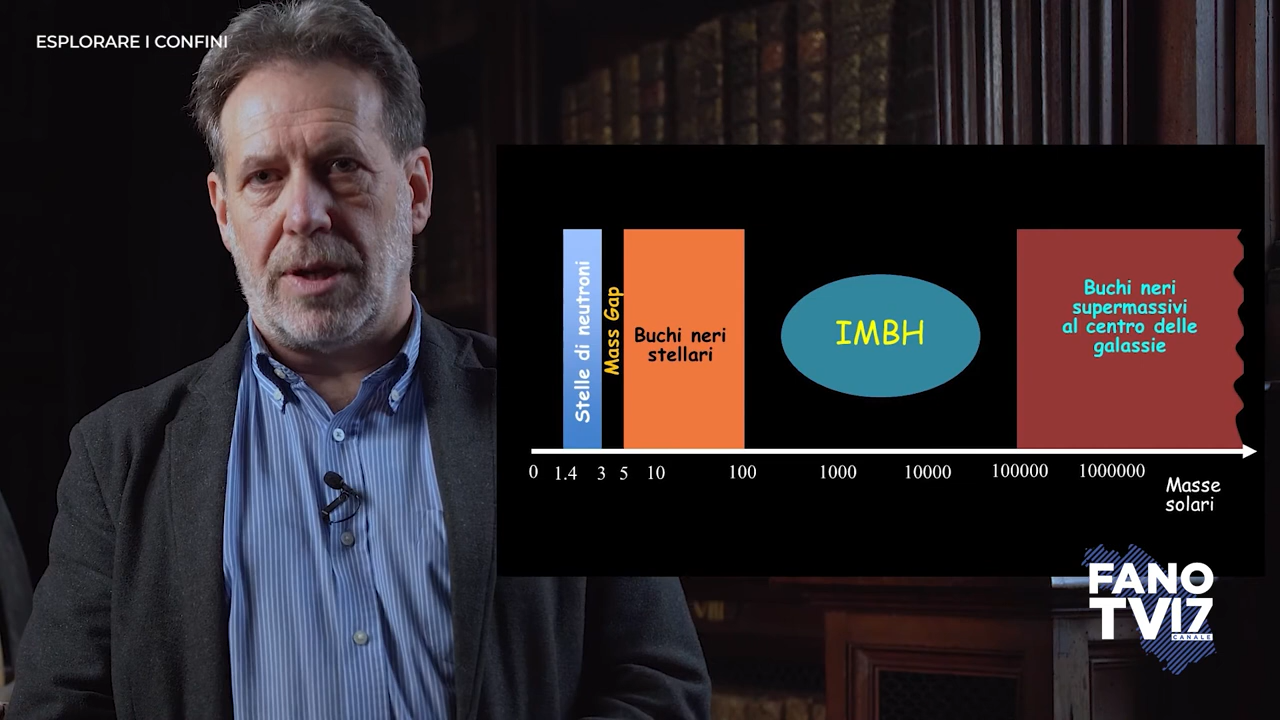 ESPLORARE I CONFINI
Stelle di neutroni
Mass Gap
Buchi neri
stellari
IMBH
Buchi neri
supermassivi
al centro delle
galassie
0 1.4 3 5 10 100 1000 10000 100000 1000000
Masse
solari
FANO
TV17
CANALE